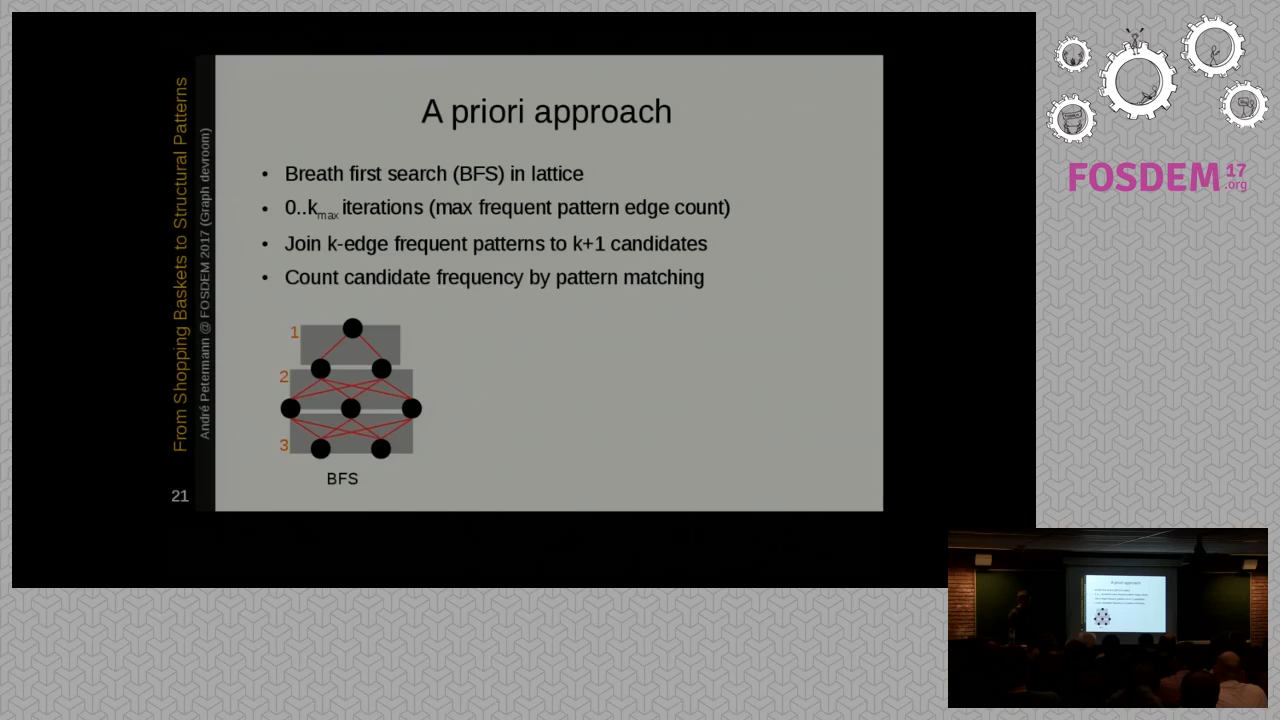 From Shopping Baskets to Structural Patterns
André Petermann @ FOSDEM 2017 (Graph devroom)
21
A priori approach
• Breath first search (BFS) in lattice
• 0..kmax iterations (max frequent pattern edge count)
• Join k-edge frequent patterns to k+1 candidates
• Count candidate frequency by pattern matching
1
2
3
BFS
FOSDEM 17
.org
A priori approach